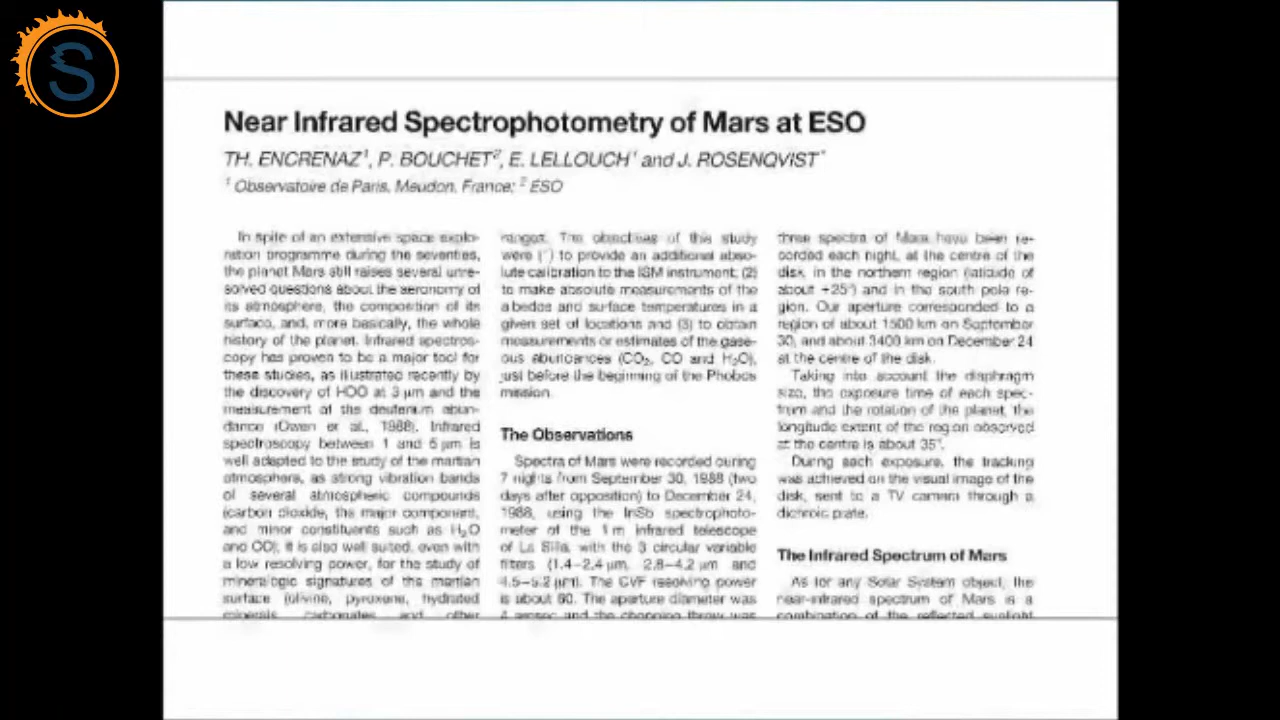 S
Near Infrared Spectrophotometry of Mars at ESO
TH. ENCRENAZ¹, P. BOUCHET², E. LELLOUCH¹ and J. ROSENQVIST*
¹ Observatoire de Paris, Meudon, France; ² ESO
In spite of an extensive space explo-
ration programme during the seventies,
the planet Mars still raises several unre-
solved questions about the aeronomy of
its atmosphere, the composition of its
surface, and, more basically, the whole
history of the planet. Infrared spectros-
copy has proven to be a major tool for
these studies, as illustrated recently by
the discovery of HDO at 3 µm and the
measurement of the deuterium abun-
dance (Owen et al., 1988). Infrared
spectroscopy between 1 and 5 µm is
well adapted to the study of the martian
atmosphere, as strong vibration bands
of several atmospheric compounds
(carbon dioxide, the major component,
and minor constituents such as H₂O
and CO). It is also well suited, even with
a low resolving power, for the study of
mineralogic signatures of the martian
surface (olivine, pyroxene, hydrated
minerals, carbonates and other
ranges. The objectives of this study
were (1) to provide an additional abso-
lute calibration to the ISM instrument; (2)
to make absolute measurements of the
albedos and surface temperatures in a
given set of locations and (3) to obtain
measurements or estimates of the gase-
ous abundances (CO₂, CO and H₂O),
just before the beginning of the Phobos
mission.
The Observations
Spectra of Mars were recorded during
7 nights from September 30, 1988 (two
days after opposition) to December 24,
1988, using the InSb spectrophoto-
meter of the 1 m infrared telescope
of La Silla, with the 3 circular variable
filters (1.4–2.4 µm, 2.8–4.2 µm and
4.5–5.2 µm). The CVF resolving power
is about 60. The aperture diameter was
4 arcsec and the chopping throw was
three spectra of Mars have been re-
corded each night, at the centre of the
disk, in the northern region (latitude of
about +25°) and in the south pole re-
gion. Our aperture corresponded to a
region of about 1500 km on September
30, and about 3400 km on December 24
at the centre of the disk.
Taking into account the diaphragm
size, the exposure time of each spec-
trum and the rotation of the planet, the
longitude extent of the region observed
at the centre is about 35°.
During each exposure, the tracking
was achieved on the visual image of the
disk, sent to a TV camera through a
dichroic plate.
The Infrared Spectrum of Mars
As for any Solar System object, the
near-infrared spectrum of Mars is a
combination of the reflected sunlight